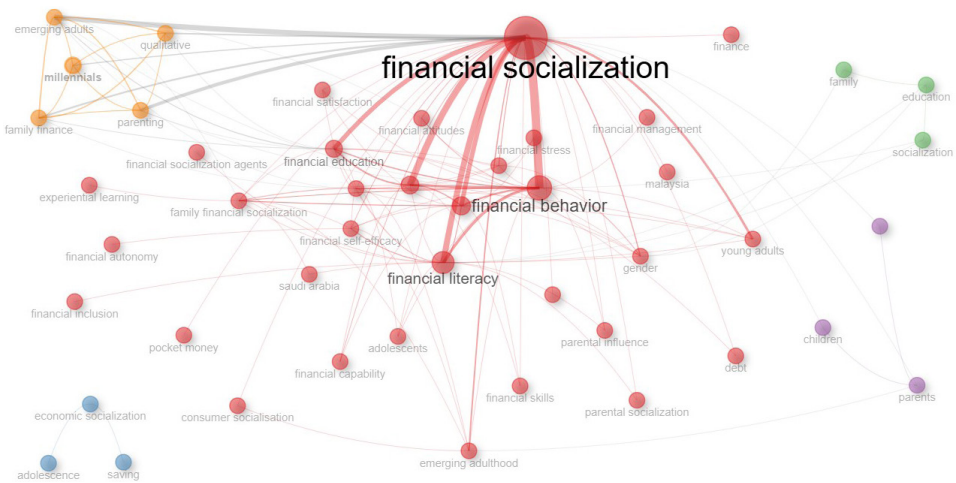 emerging adults
qualitative
finance
financial socialization
millennials
family
education
financial satisfaction
family finance
parenting
financial attitudes
financial management
financial stress
socialization
financial socialization agents
financial education
malaysia
experiential learning
family financial socialization
financial behavior
financial self-efficacy
young adults
financial autonomy
gender
financial literacy
saudi arabia
financial inclusion
children
pocket money
adolescents
parental influence
financial capability
debt
financial skills
parents
economic socialization
consumer socialisation
parental socialization
emerging adulthood
adolescence
saving